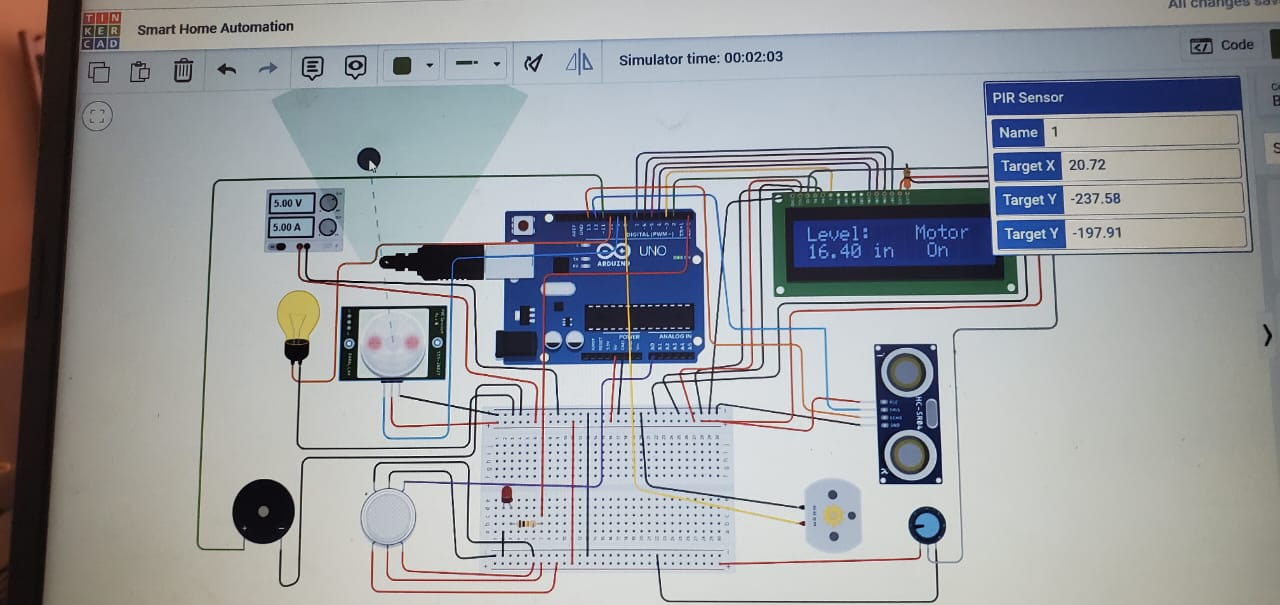 All changes sav
TIN
KER
CAD
Smart Home Automation
Simulator time: 00:02:03
Code
PIR Sensor
Name 1
Target X 20.72
Target Y -237.58
Target Y -197.91
5.00 V
5.00 A
DIGITAL (PWM~)
UNO
ARDUINO
POWER
ANALOG IN
Level: Motor
16.40 in On
HC-SR04